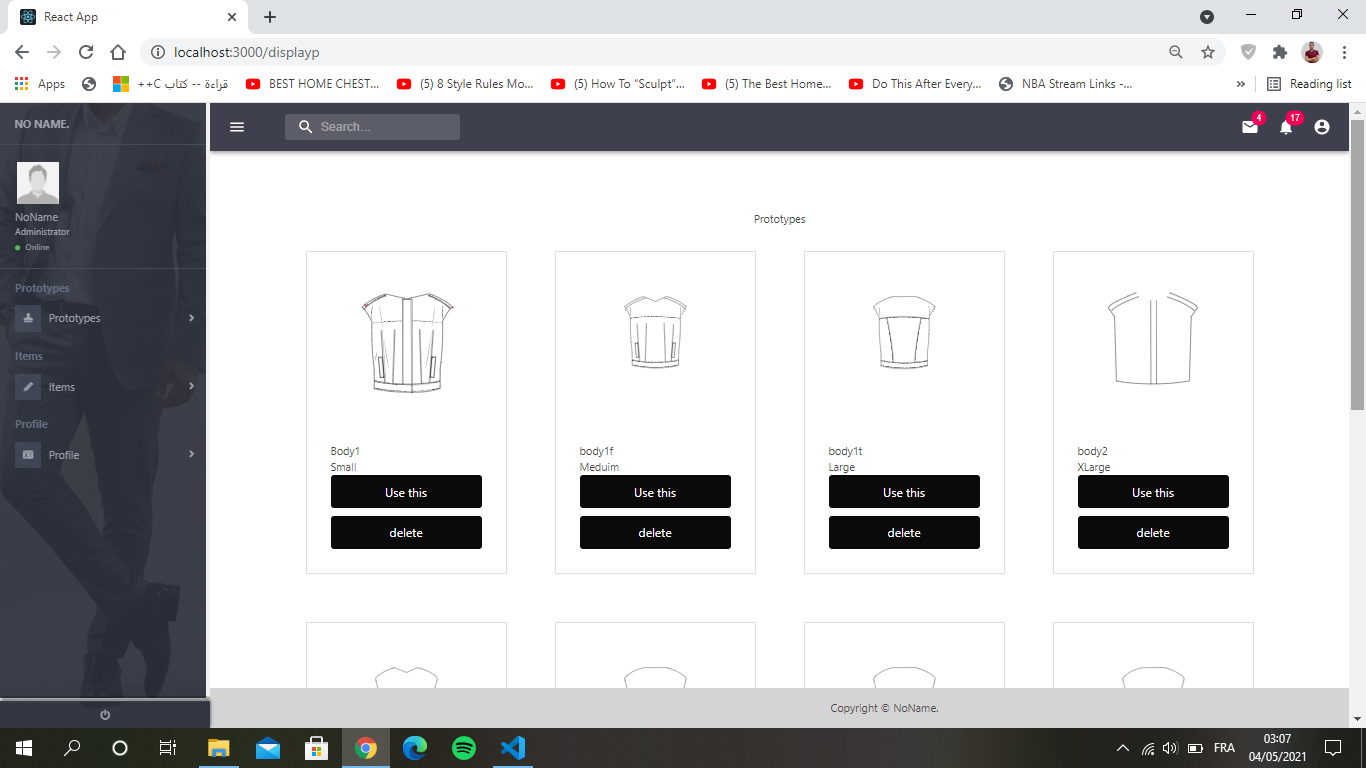 React App
localhost:3000/displayp
Apps
++C قراءة -- كتاب
BEST HOME CHEST...
(5) 8 Style Rules Mo...
(5) How To “Sculpt”...
(5) The Best Home...
Do This After Every...
NBA Stream Links -...
»
Reading list
NO NAME.
Search...
4
17
NoName
Administrator
Online
Prototypes
Prototypes
Items
Items
Profile
Profile
Prototypes
Body1
Small
Use this
delete
body1f
Meduim
Use this
delete
body1t
Large
Use this
delete
body2
XLarge
Use this
delete
Copyright © NoName.
FRA
03:07
04/05/2021